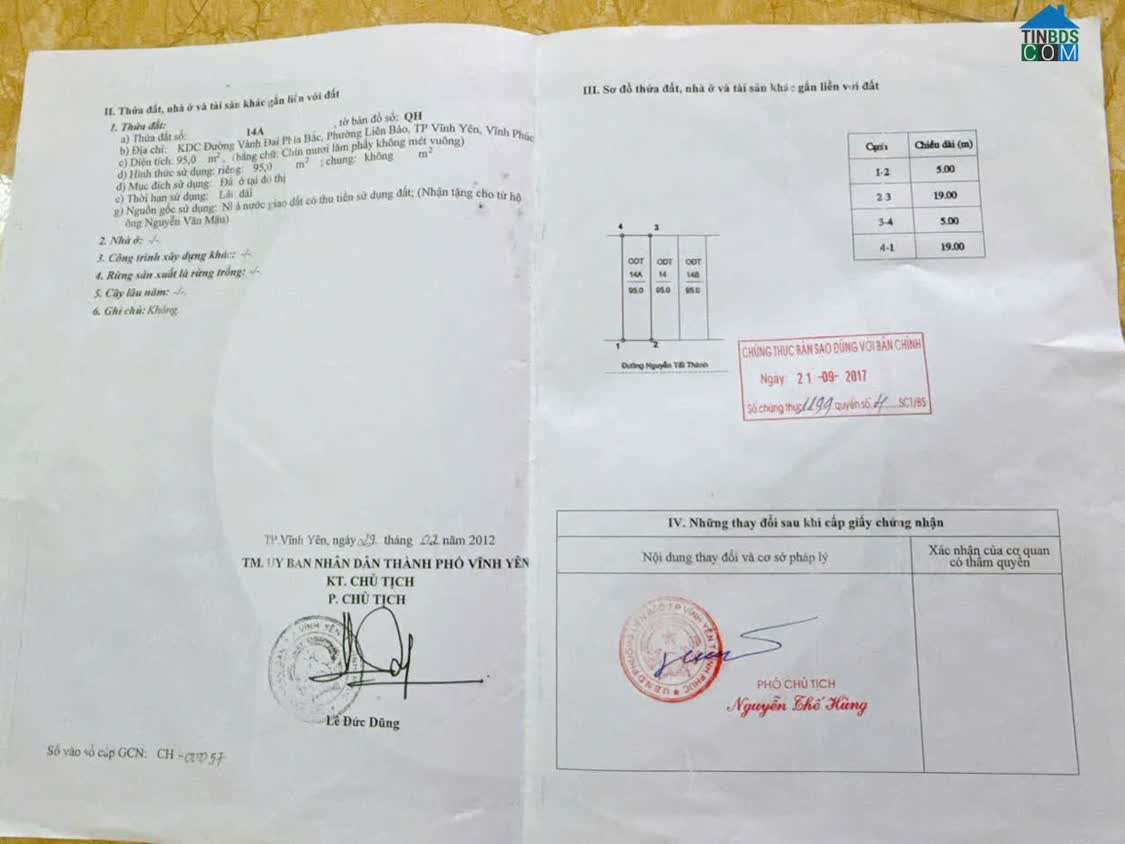 TINBDS
COM
II. Thửa đất, nhà ở và tài sản khác gắn liền với đất
1. Thửa đất:
a) Thửa đất số: 14A , tờ bản đồ số: QH
b) Địa chỉ: KDC Đường Vành Đai Phía Bắc, Phường Liên Bảo, TP Vĩnh Yên, Vĩnh Phúc
c) Diện tích: 95,0 m², (bằng chữ: Chín mươi lăm phẩy không mét vuông)
d) Hình thức sử dụng: riêng: 95,0 m² ; chung: không m²
đ) Mục đích sử dụng: Đất ở tại đô thị
e) Thời hạn sử dụng: Lâu dài
g) Nguồn gốc sử dụng: Nhà nước giao đất có thu tiền sử dụng đất; (Nhận tặng cho từ hộ
ông Nguyễn Văn Mậu)
2. Nhà ở: -/-
3. Công trình xây dựng khác: -/-
4. Rừng sản xuất là rừng trồng: -/-
5. Cây lâu năm: -/-
6. Ghi chú: Không
TP.Vĩnh Yên, ngày 29 tháng 02 năm 2012
TM. ỦY BAN NHÂN DÂN THÀNH PHỐ VĨNH YÊN
KT. CHỦ TỊCH
P. CHỦ TỊCH
Lê Đức Dũng
Số vào sổ cấp GCN: CH -00057
III. Sơ đồ thửa đất, nhà ở và tài sản khác gắn liền với đất
Cạnh Chiều dài (m)
1-2 5.00
2 3 19.00
3-4 5.00
4-1 19.00
4 3
ODT ODT ODT
14A 14 14B
95.0 95.0 95.0
1 2
Đường Nguyễn Tất Thành
CHỨNG THỰC BẢN SAO ĐÚNG VỚI BẢN CHÍNH
Ngày 21 -09- 2017
Số chứng thực 1199 quyển số SCT/BS
IV. Những thay đổi sau khi cấp giấy chứng nhận
Nội dung thay đổi và cơ sở pháp lý
Xác nhận của cơ quan
có thẩm quyền
PHÓ CHỦ TỊCH
Nguyễn Thế Hùng